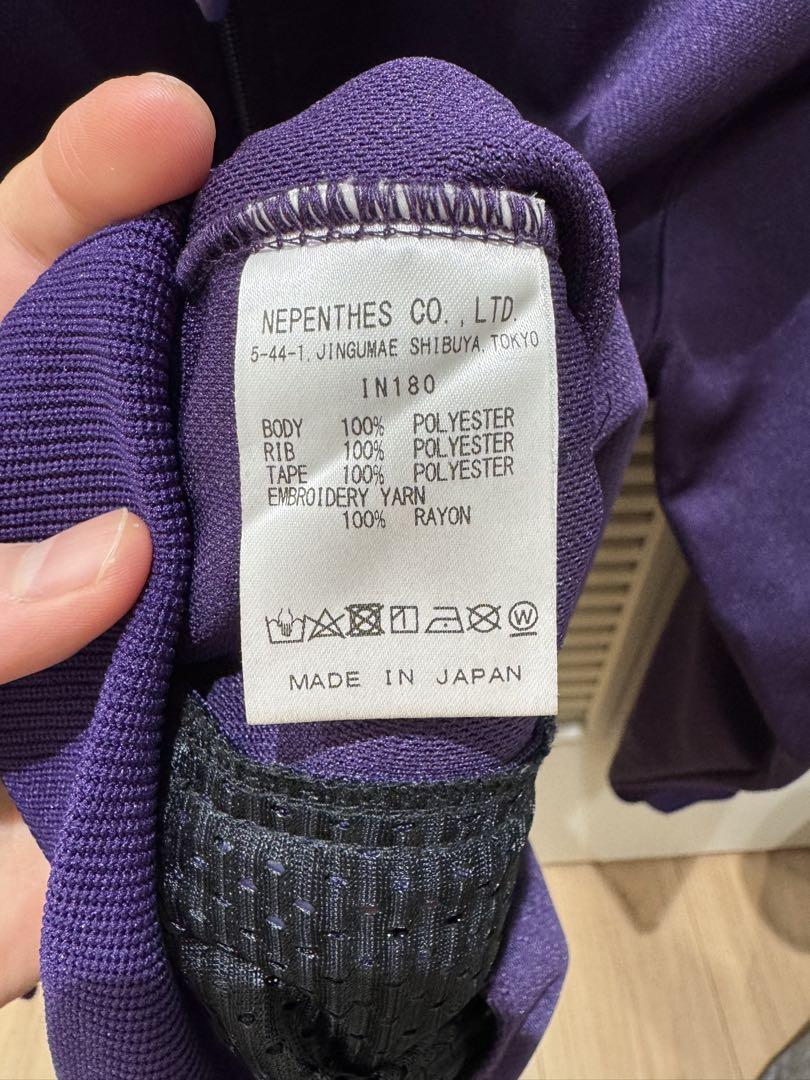 NEPENTHES CO., LTD.
5-44-1, JINGUMAE SHIBUYA, TOKYO
IN180
BODY 100% POLYESTER
RIB 100% POLYESTER
TAPE 100% POLYESTER
EMBROIDERY YARN
100% RAYON
W
MADE IN JAPAN